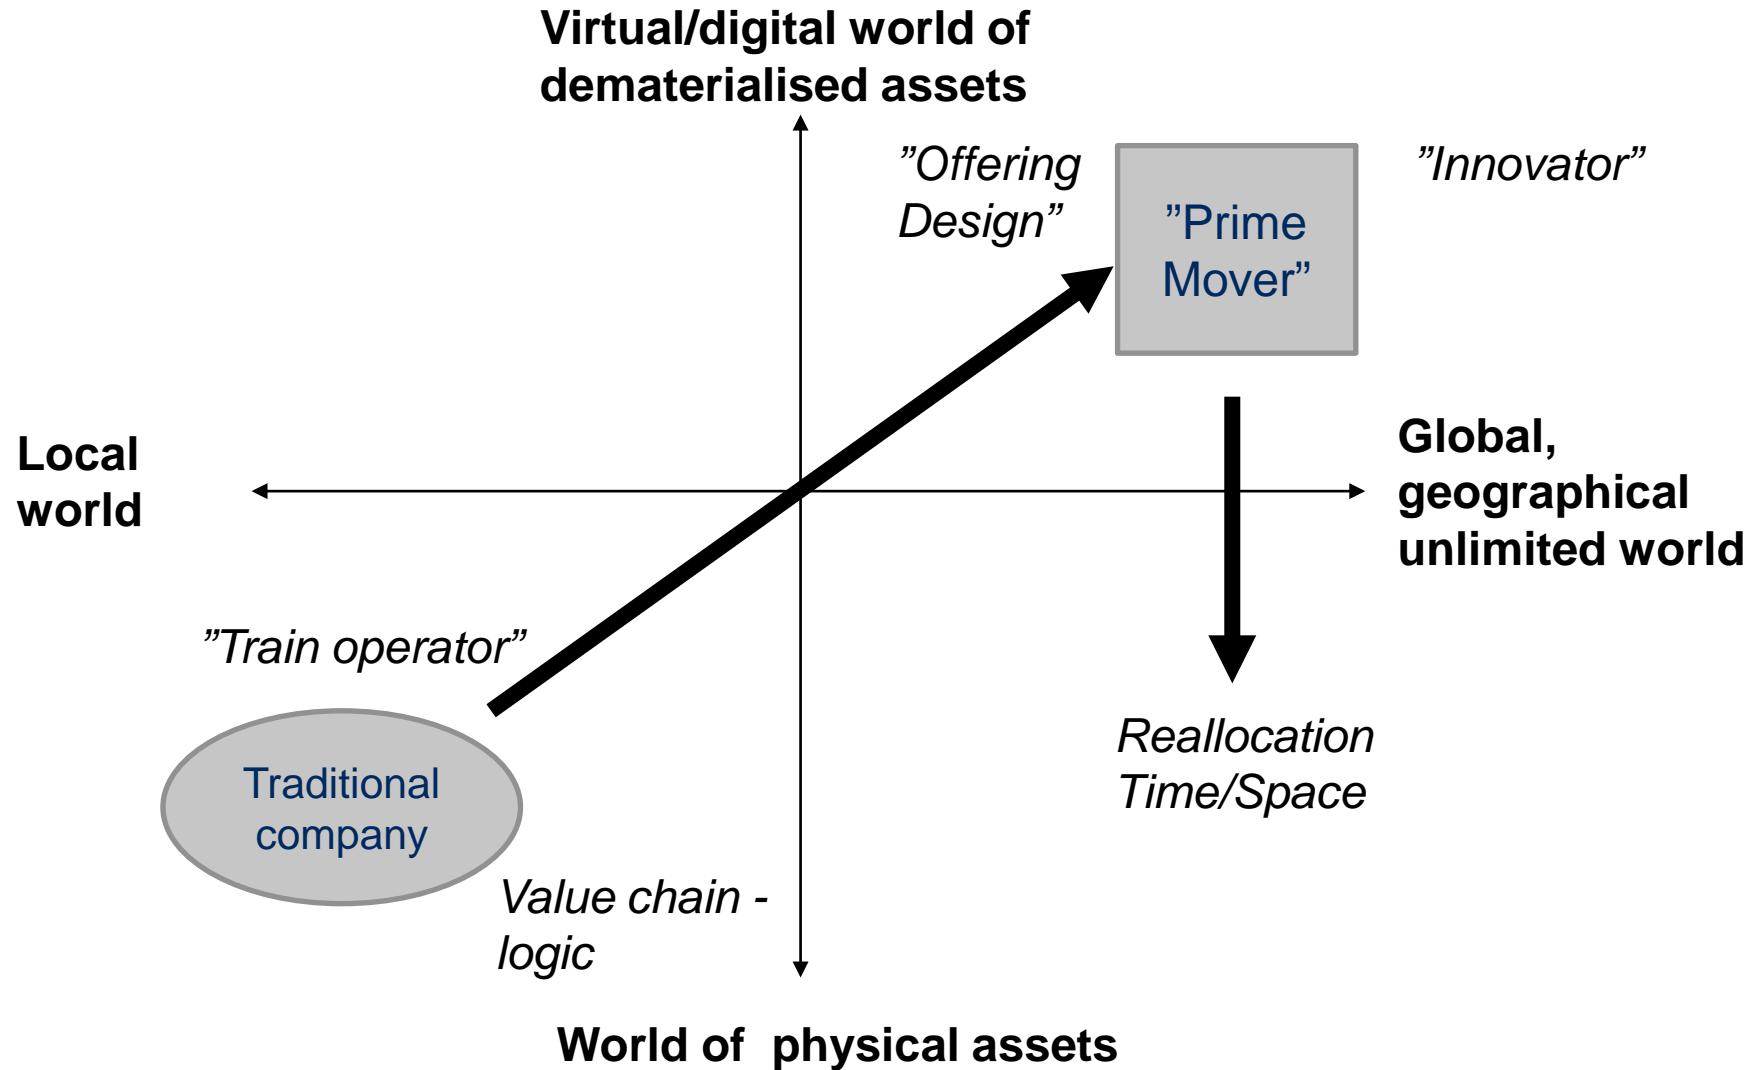 Virtual/digital world of
dematerialised assets
”Offering
Design”
”Prime
Mover”
”Innovator”
Local
world
Global,
geographical
unlimited world
”Train operator”
Traditional
company
Reallocation
Time/Space
Value chain -
logic
World of  physical assets